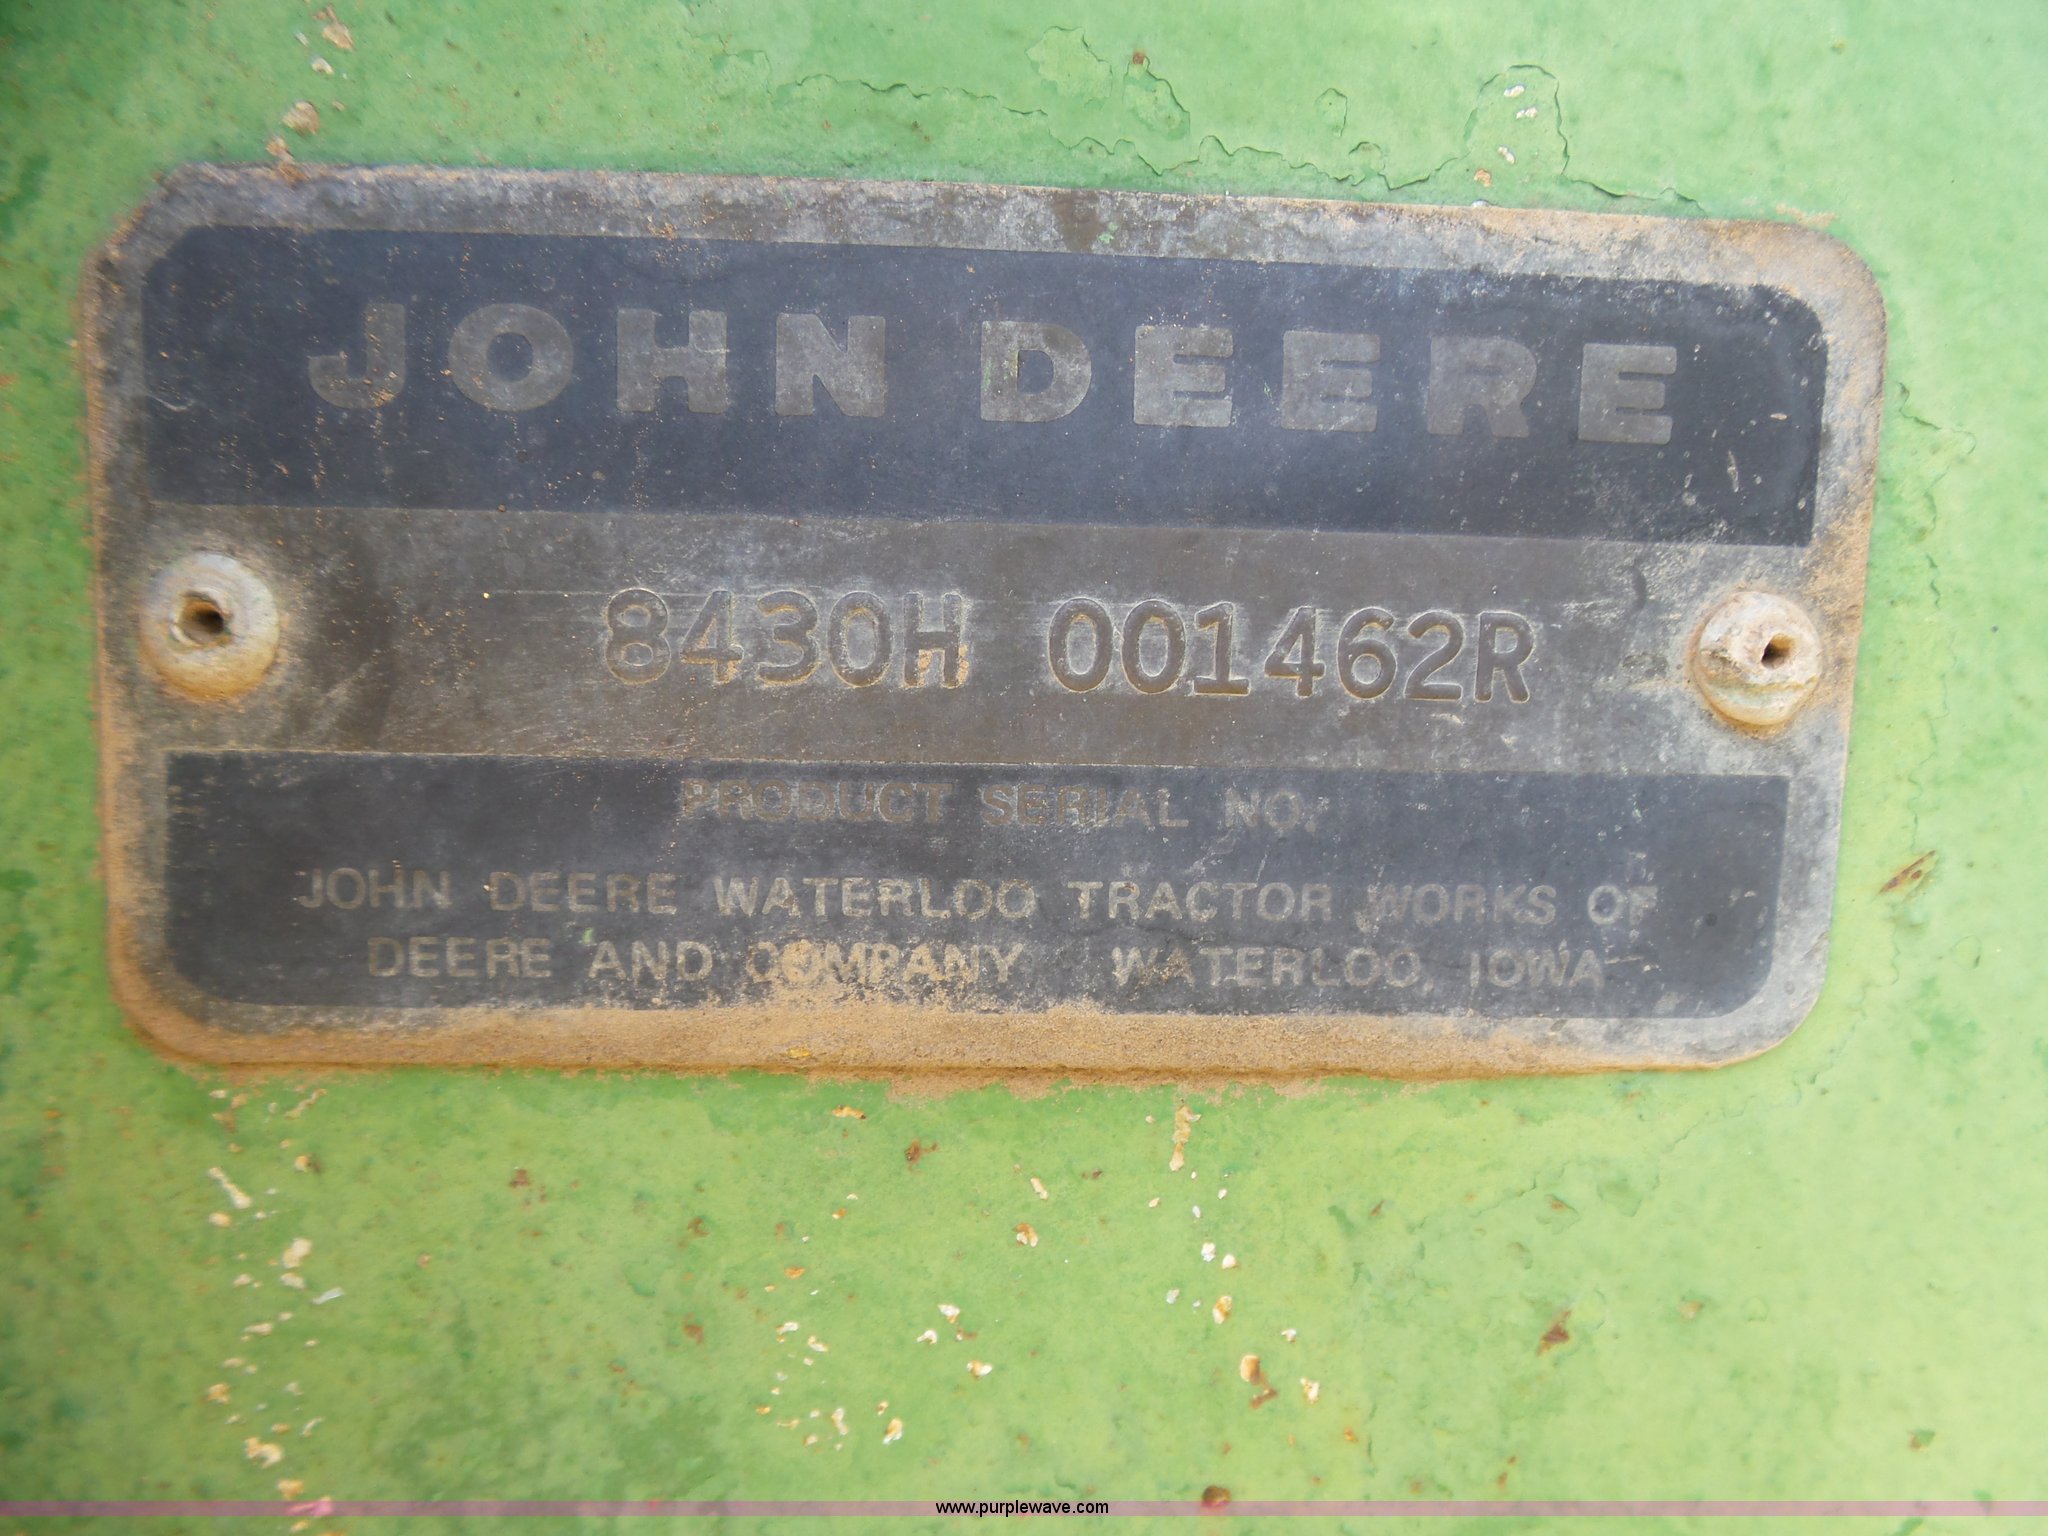 JOHN DEERE
8430H 001462R
PRODUCT SERIAL NO.
JOHN DEERE WATERLOO TRACTOR WORKS OF
DEERE AND COMPANY WATERLOO, IOWA
www.purplewave.com